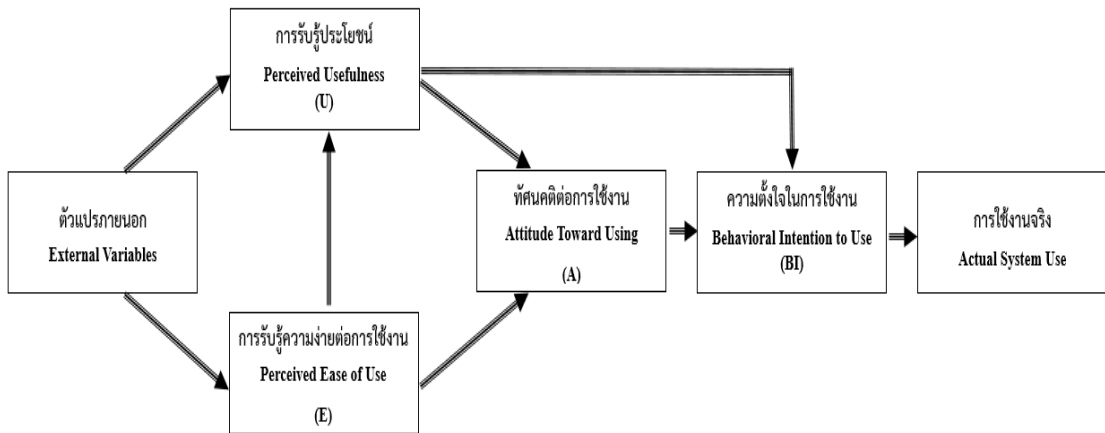 การรับรู้ประโยชน์
Perceived Usefulness
(U)
ตัวแปรภายนอก
External Variables
การรับรู้ความง่ายต่อการใช้งาน
Perceived Ease of Use
(E)
ทัศนคติต่อการใช้งาน
Attitude Toward Using
(A)
ความตั้งใจในการใช้งาน
Behavioral Intention to Use
(BI)
การใช้งานจริง
Actual System Use